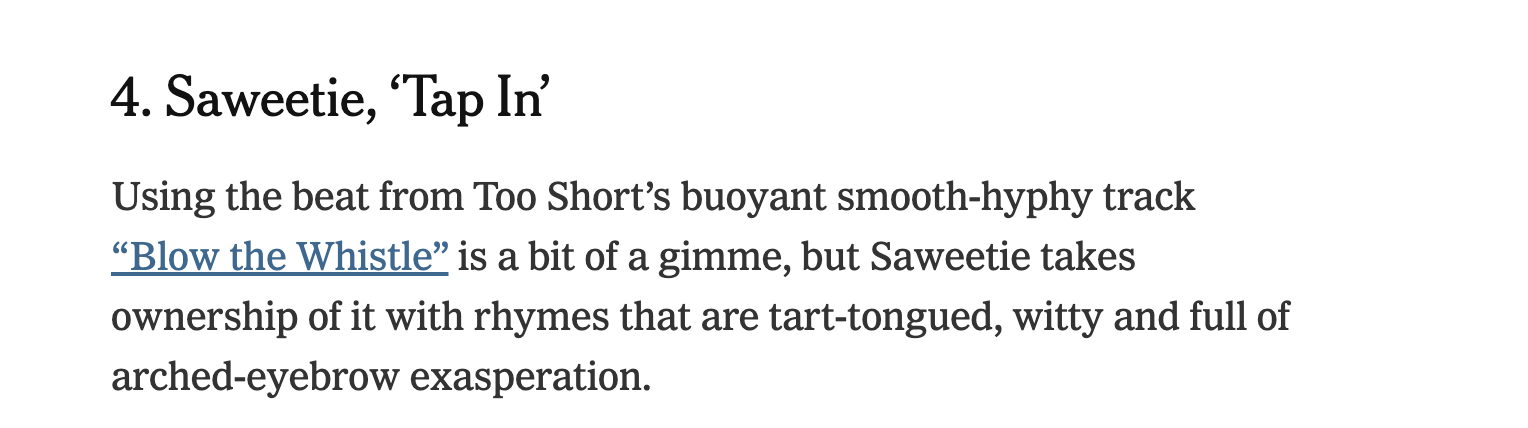 4. Saweetie, ‘Tap In’
Using the beat from Too Short’s buoyant smooth-hyphy track
“Blow the Whistle” is a bit of a gimme, but Saweetie takes
ownership of it with rhymes that are tart-tongued, witty and full of
arched-eyebrow exasperation.